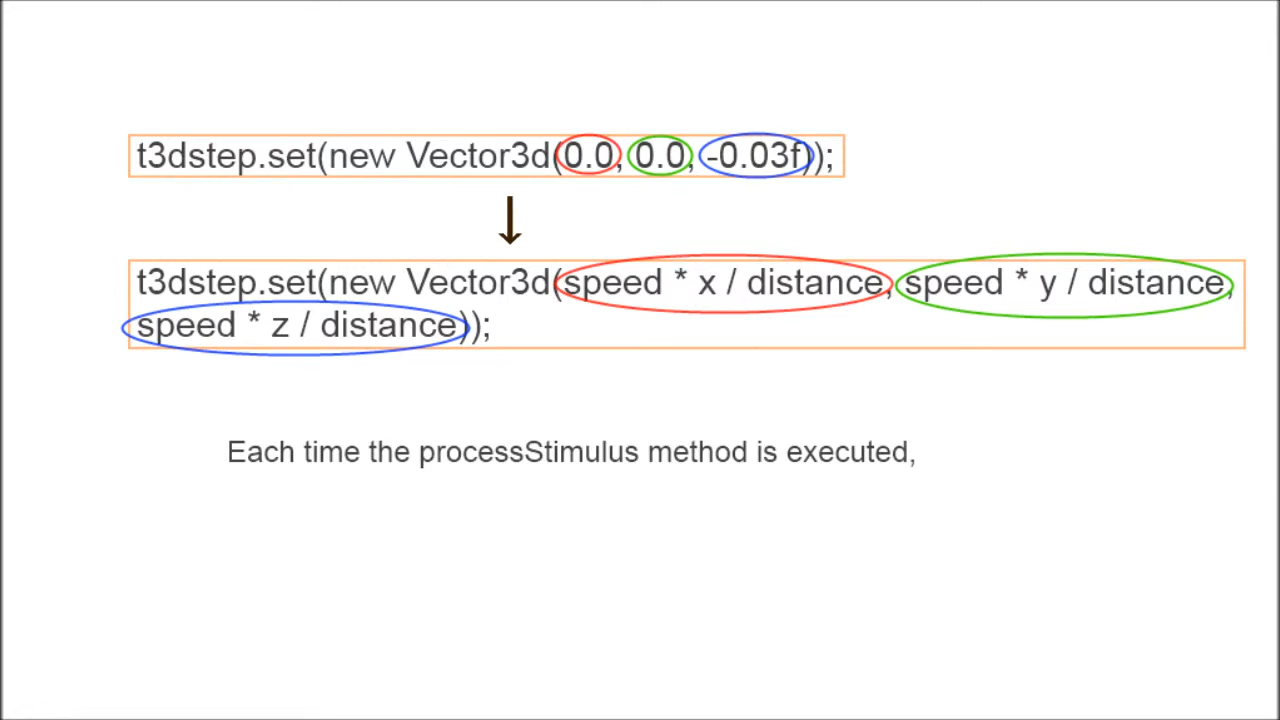 t3dstep.set(new Vector3d(0.0, 0.0, -0.03f));
t3dstep.set(new Vector3d(speed * x / distance, speed * y / distance,
speed * z / distance));
Each time the processStimulus method is executed,